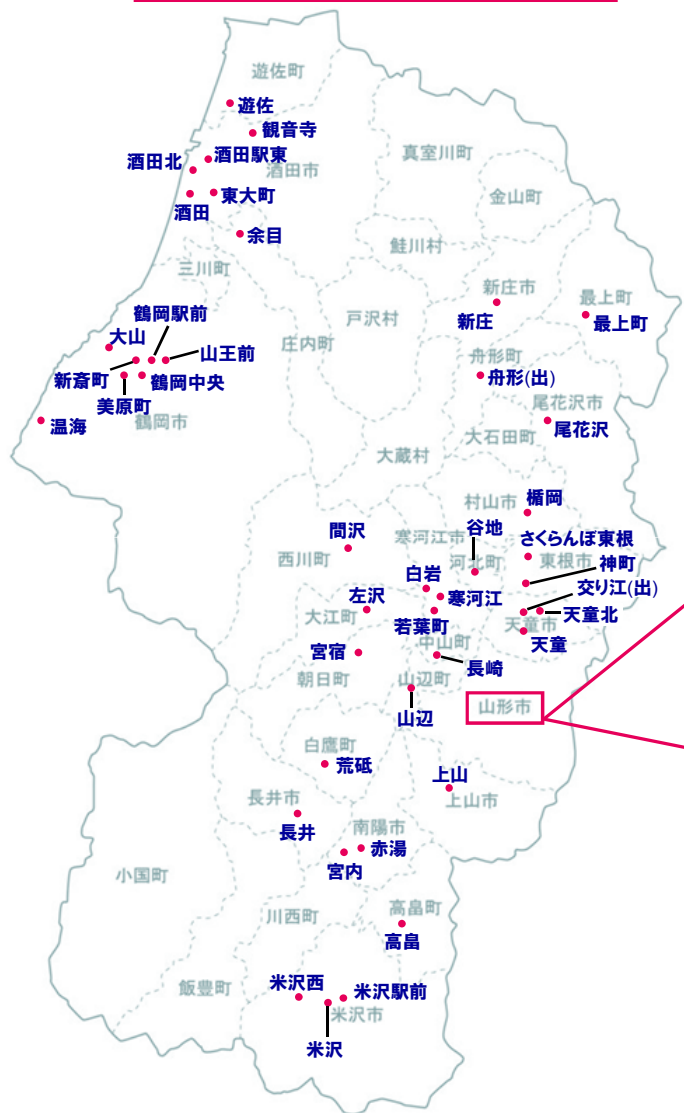 遊佐町
遊佐
観音寺
酒田北
酒田駅東
酒田市
真室川町
金山町
酒田
東大町
余目
鮭川村
三川町
新庄市
最上町
鶴岡駅前
新庄
最上町
大山
庄内町
戸沢村
山王前
舟形町
新斎町
鶴岡中央
舟形(出)
美原町
尾花沢市
温海
鶴岡市
大石田町
尾花沢
大蔵村
村山市
楯岡
谷地
間沢
寒河江市
さくらんぼ東根
西川町
河北町
東根市
神町
白岩
左沢
寒河江
交り江(出)
大江町
若葉町
天童市
天童北
中山町
天童
宮宿
長崎
朝日町
山辺町
山辺
山形市
白鷹町
荒砥
上山
長井市
上山市
長井
南陽市
赤湯
宮内
小国町
川西町
高畠町
高畠
飯豊町
米沢西
米沢駅前
米沢市
米沢